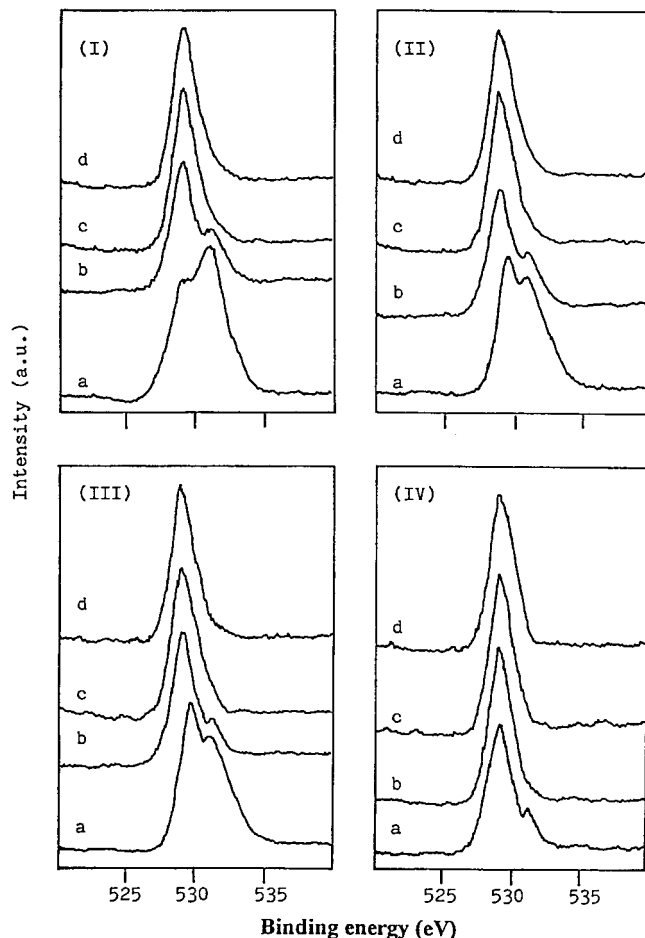 (I)
d
c
b
a
(II)
d
c
b
a
Intensity (a.u.)
(III)
d
c
b
a
(IV)
d
c
b
a
525 530 535
525 530 535
Binding energy (eV)